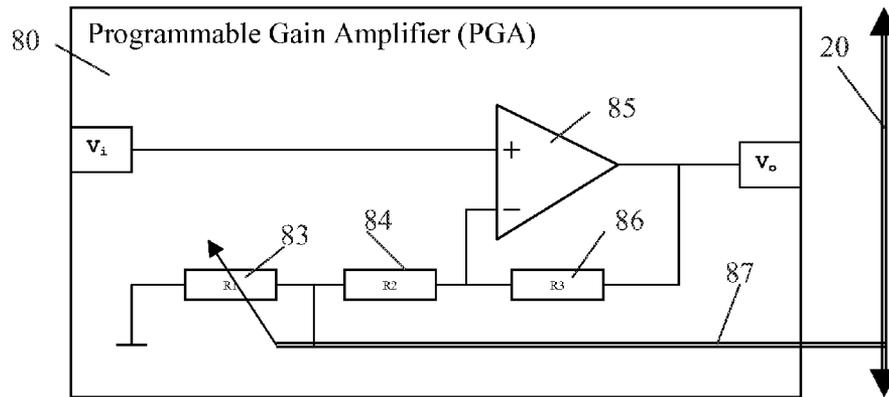 Programmable Gain Amplifier (PGA)
80
20
85
Vi
+
Vo
−
83
84
86
R1
R2
R3
87